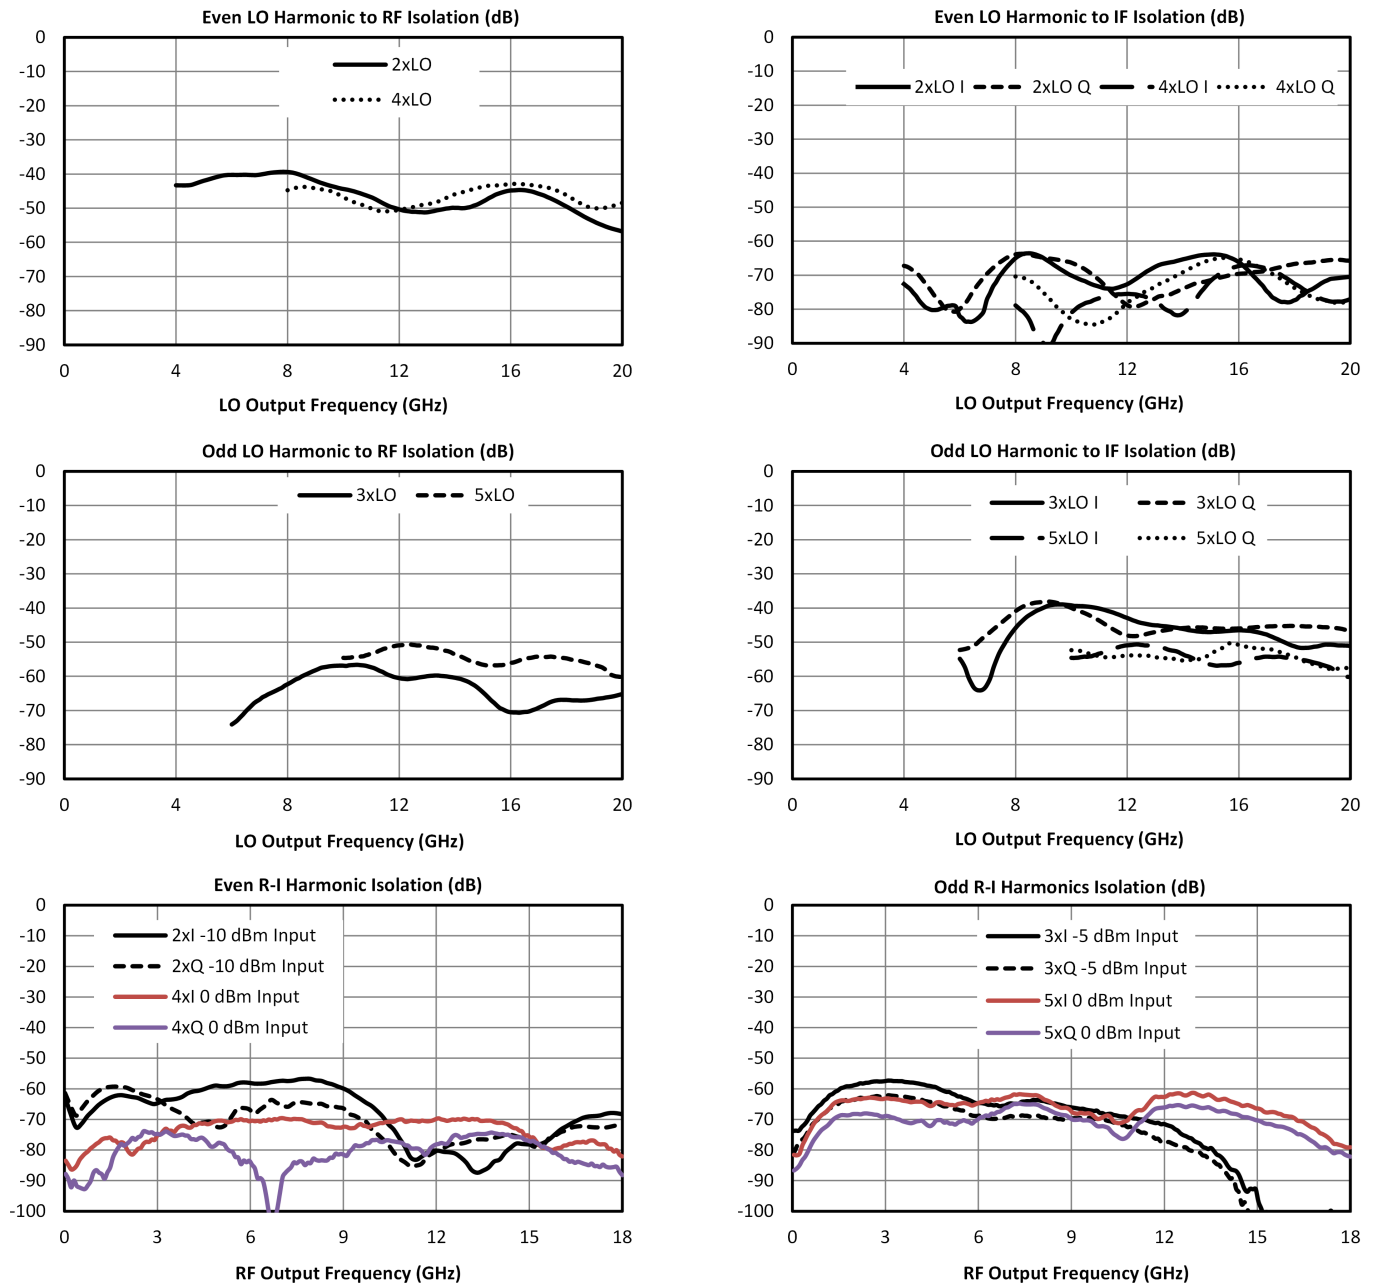 Even LO Harmonic to RF Isolation (dB)
0
-10
-20
-30
-40
-50
-60
-70
-80
-90
2xLO
4xLO
0 4 8 12 16 20
LO Output Frequency (GHz)
Even LO Harmonic to IF Isolation (dB)
0
-10
-20
-30
-40
-50
-60
-70
-80
-90
2xLO I 2xLO Q 4xLO I 4xLO Q
0 4 8 12 16 20
LO Output Frequency (GHz)
Odd LO Harmonic to RF Isolation (dB)
0
-10
-20
-30
-40
-50
-60
-70
-80
-90
3xLO 5xLO
0 4 8 12 16 20
LO Output Frequency (GHz)
Odd LO Harmonic to IF Isolation (dB)
0
-10
-20
-30
-40
-50
-60
-70
-80
-90
3xLO I 3xLO Q
5xLO I 5xLO Q
0 4 8 12 16 20
LO Output Frequency (GHz)
Even R-I Harmonic Isolation (dB)
0
-10
-20
-30
-40
-50
-60
-70
-80
-90
-100
2xI -10 dBm Input
2xQ -10 dBm Input
4xI 0 dBm Input
4xQ 0 dBm Input
0 3 6 9 12 15 18
RF Output Frequency (GHz)
Odd R-I Harmonics Isolation (dB)
0
-10
-20
-30
-40
-50
-60
-70
-80
-90
-100
3xI -5 dBm Input
3xQ -5 dBm Input
5xI 0 dBm Input
5xQ 0 dBm Input
0 3 6 9 12 15 18
RF Output Frequency (GHz)